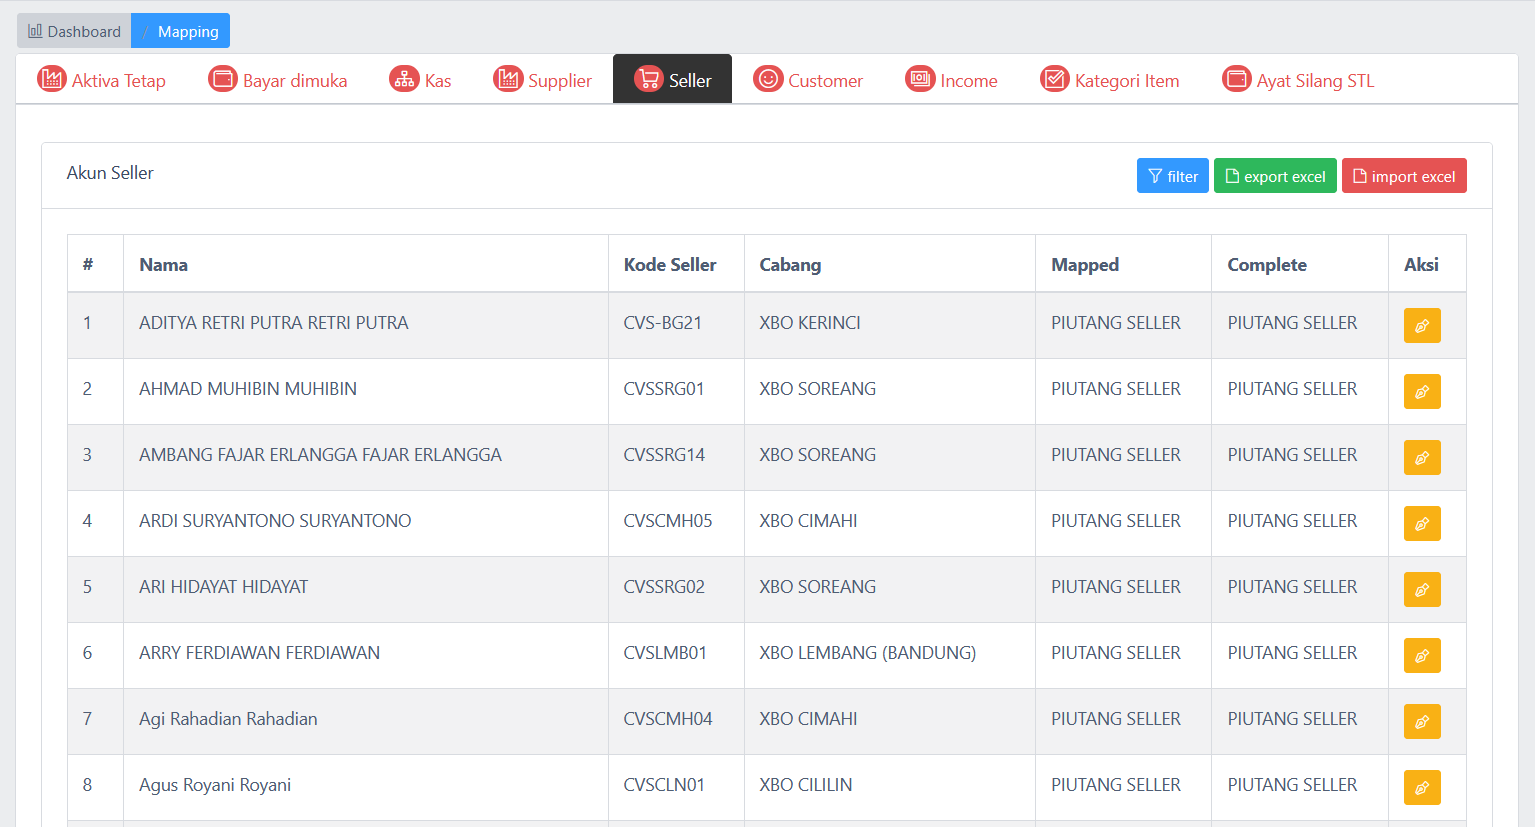 Dashboard / Mapping
Aktiva Tetap Bayar dimuka Kas Supplier Seller Customer Income Kategori Item Ayat Silang STL
Akun Seller filter export excel import excel
# Nama Kode Seller Cabang Mapped Complete Aksi
1 ADITYA RETRI PUTRA RETRI PUTRA CVS-BG21 XBO KERINCI PIUTANG SELLER PIUTANG SELLER
2 AHMAD MUHIBIN MUHIBIN CVSSRG01 XBO SOREANG PIUTANG SELLER PIUTANG SELLER
3 AMBANG FAJAR ERLANGGA FAJAR ERLANGGA CVSSRG14 XBO SOREANG PIUTANG SELLER PIUTANG SELLER
4 ARDI SURYANTONO SURYANTONO CVSCMH05 XBO CIMAHI PIUTANG SELLER PIUTANG SELLER
5 ARI HIDAYAT HIDAYAT CVSSRG02 XBO SOREANG PIUTANG SELLER PIUTANG SELLER
6 ARRY FERDIAWAN FERDIAWAN CVSLMB01 XBO LEMBANG (BANDUNG) PIUTANG SELLER PIUTANG SELLER
7 Agi Rahadian Rahadian CVSCMH04 XBO CIMAHI PIUTANG SELLER PIUTANG SELLER
8 Agus Royani Royani CVSCLN01 XBO CILILIN PIUTANG SELLER PIUTANG SELLER